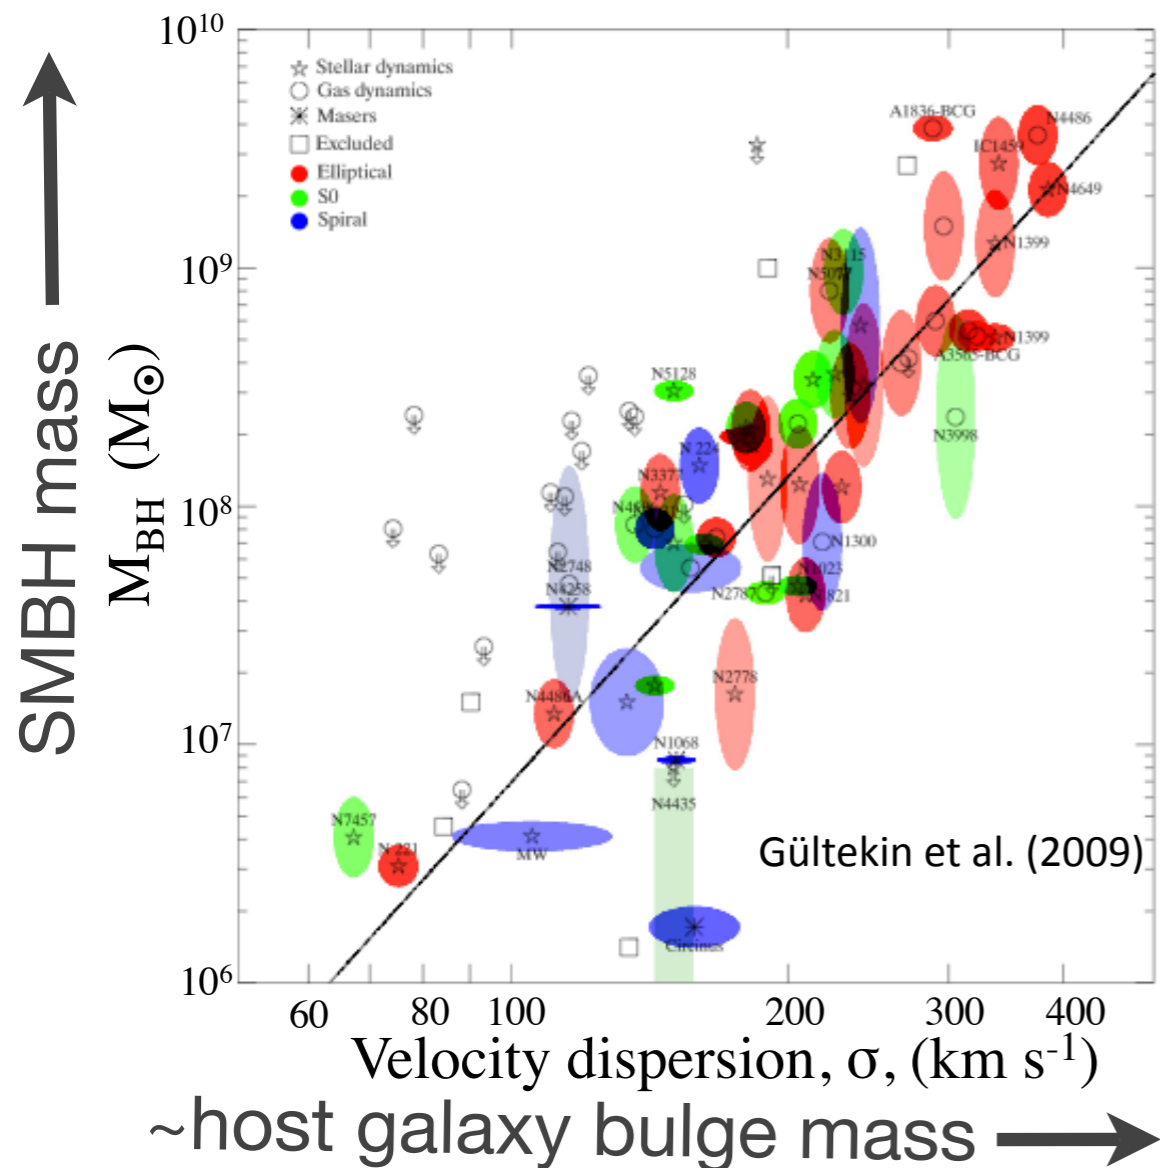 10^10
Stellar dynamics
Gas dynamics
Masers
Excluded
Elliptical
S0
Spiral
A1836-BCG
N4486
IC1459
N4649
N3115
N1399
10^9
N5077
N1399
A3565-BCG
N5128
N3998
N 224
N3377
10^8
N1300
N2748
N1023
N4258
N2787
N2778
N4486A
10^7
N1068
N4435
N7457
N 221
MW
Gültekin et al. (2009)
Circinus
10^6
60 80 100 200 300 400
Velocity dispersion, σ, (km s^-1)
~host galaxy bulge mass
SMBH mass
M_BH (M_⊙)